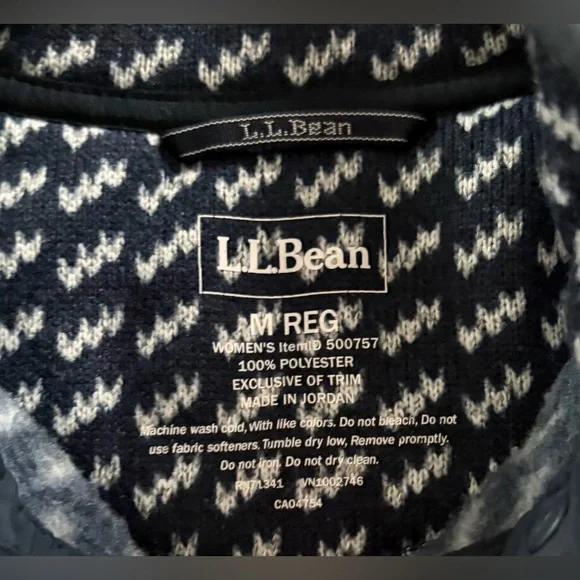 L.L.Bean
L.L.Bean
M REG
WOMEN'S ItemID 500757
100% POLYESTER
EXCLUSIVE OF TRIM
MADE IN JORDAN
Machine wash cold, With like colors. Do not bleach, Do not
use fabric softeners, Tumble dry low, Remove promptly.
Do not iron. Do not dry clean.
RN71341 VN1002746
CA04754